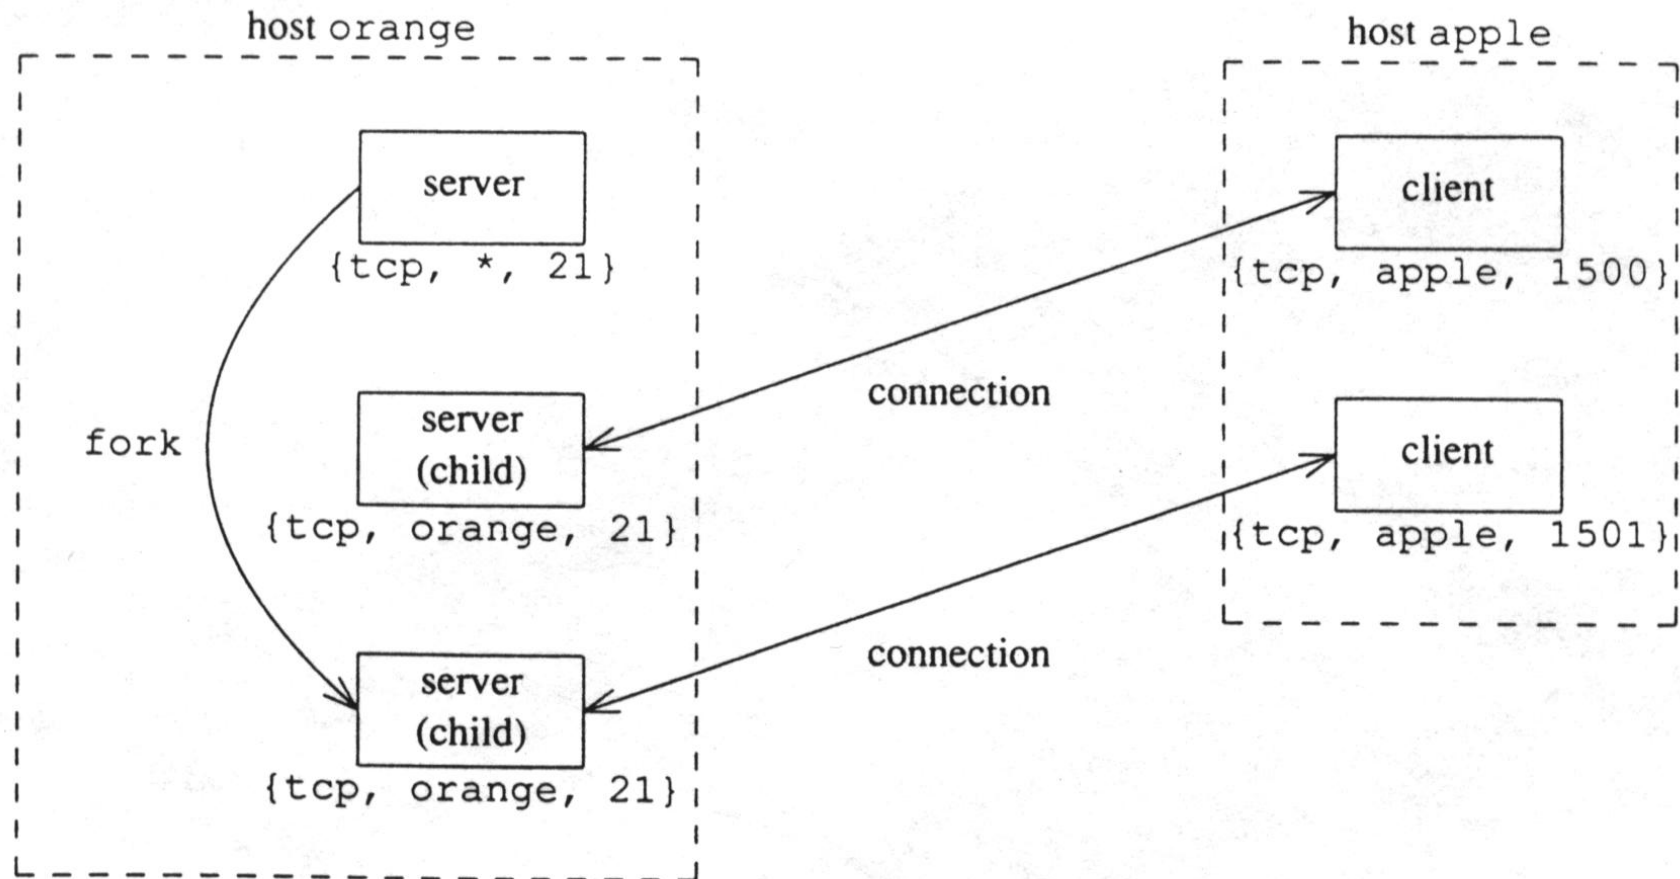 host orange
host apple
server
{tcp, *, 21}
client
{tcp, apple, 1500}
connection
fork
server
(child)
{tcp, orange, 21}
client
{tcp, apple, 1501}
connection
server
(child)
{tcp, orange, 21}